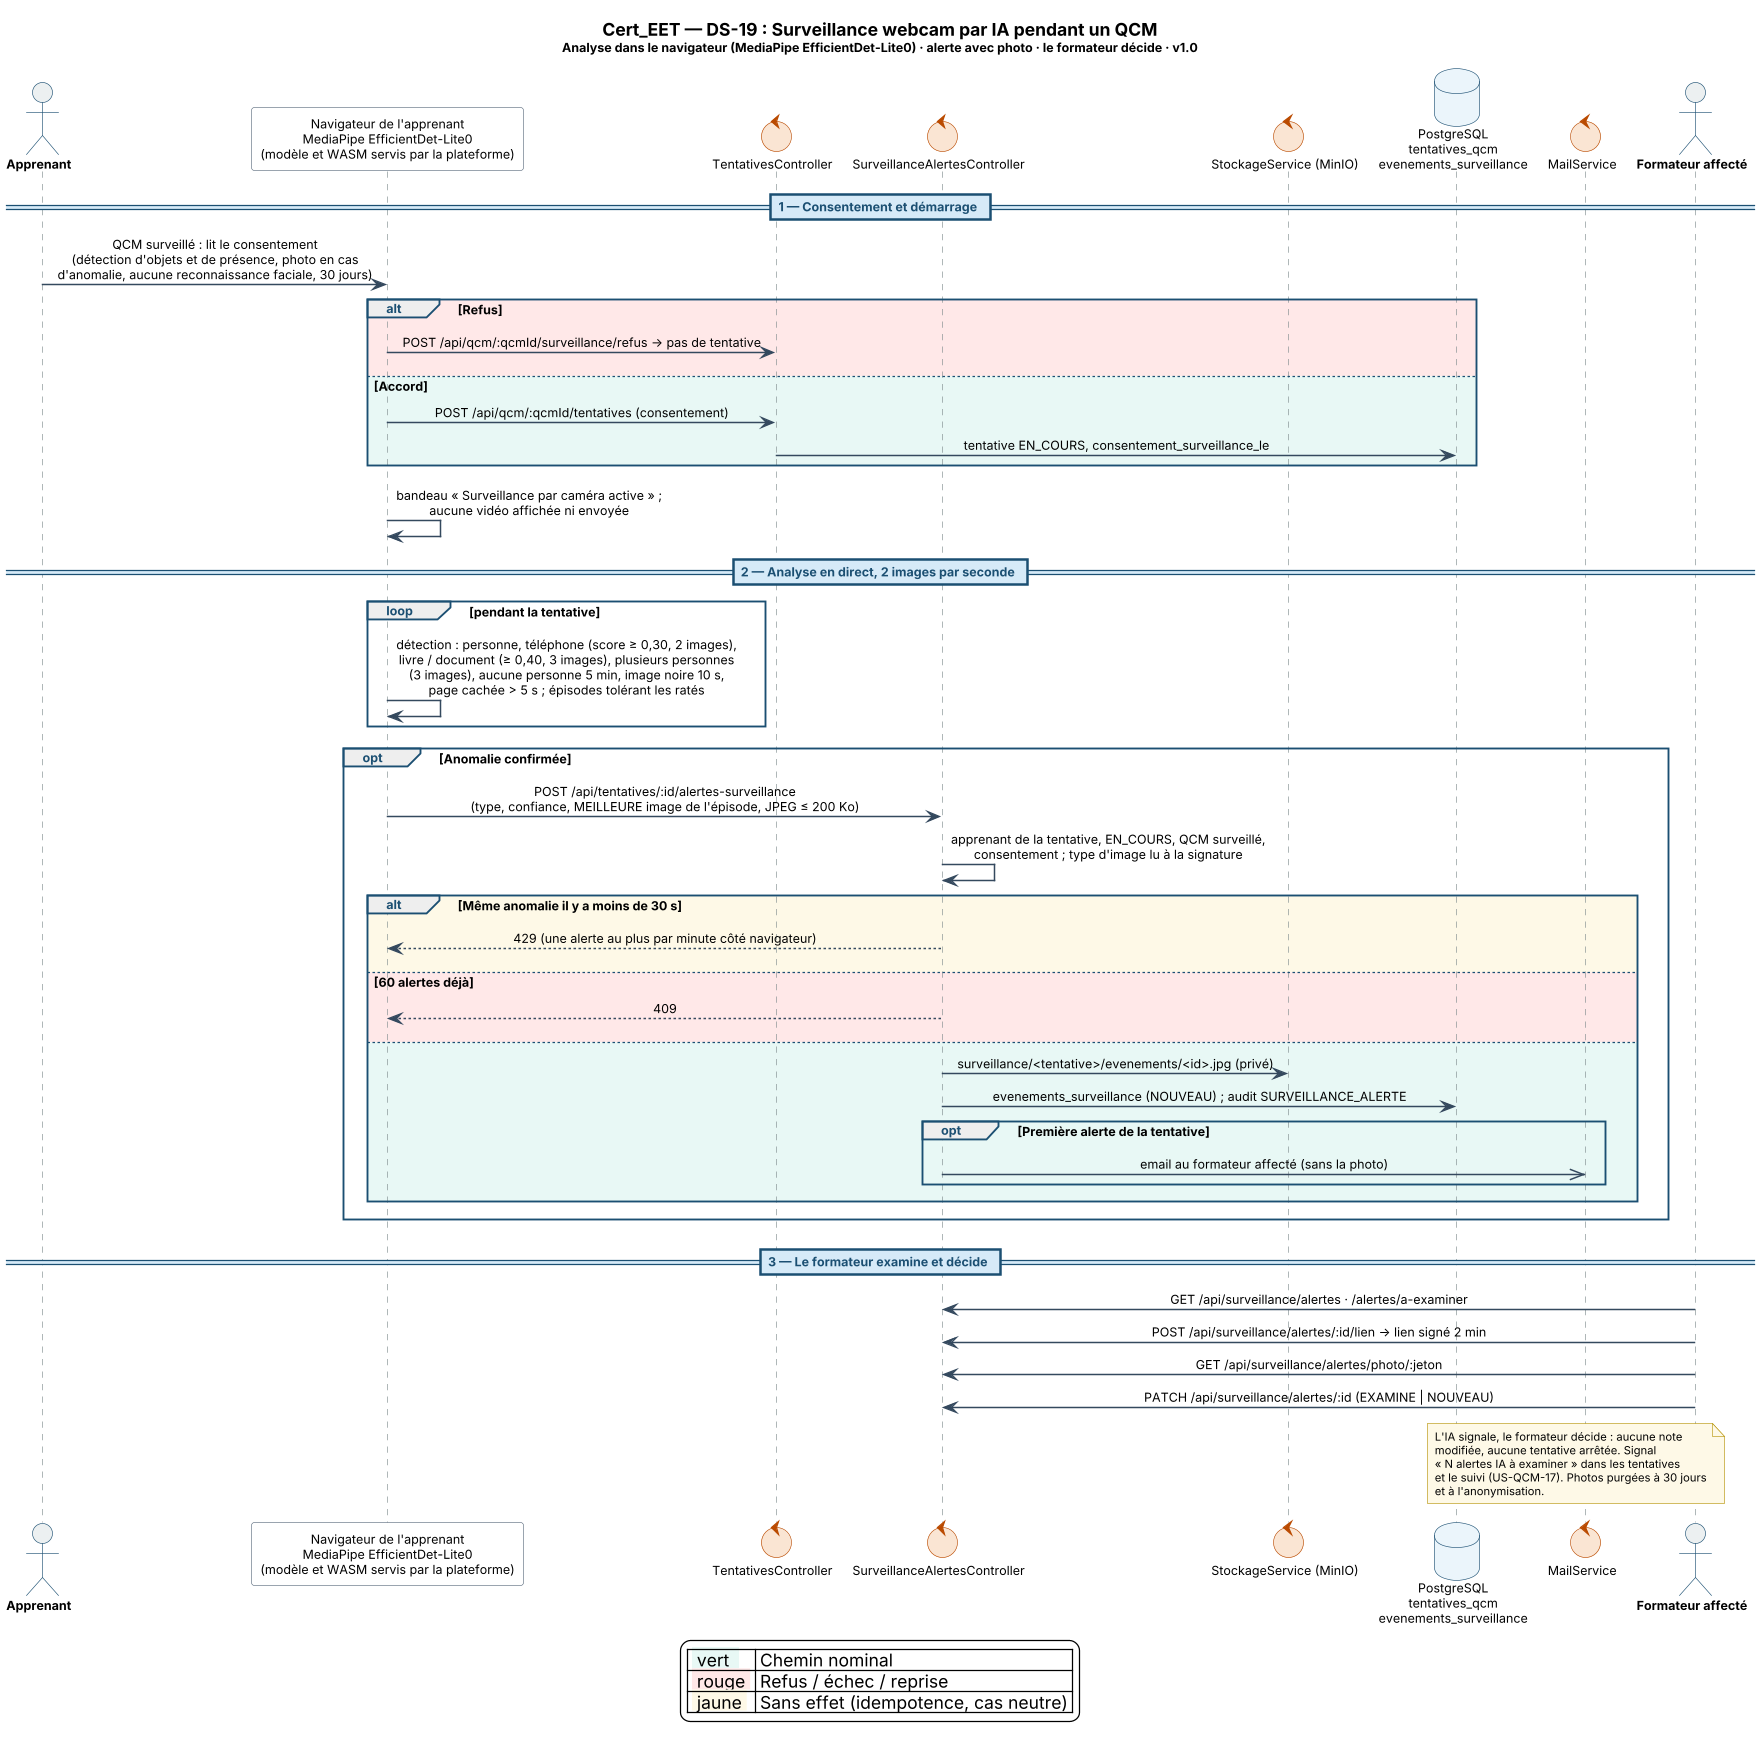 Cert_EET — DS-19 : Surveillance webcam par IA pendant un QCM
Analyse dans le navigateur (MediaPipe EfficientDet-Lite0) · alerte avec photo · le formateur décide · v1.0
Apprenant
Navigateur de l'apprenant
MediaPipe EfficientDet-Lite0
(modèle et WASM servis par la plateforme)
TentativesController
SurveillanceAlertesController
StockageService (MinIO)
PostgreSQL
tentatives_qcm
evenements_surveillance
MailService
Formateur affecté
1 — Consentement et démarrage
QCM surveillé : lit le consentement
(détection d'objets et de présence, photo en cas
d'anomalie, aucune reconnaissance faciale, 30 jours)
alt [Refus]
POST /api/qcm/:qcmId/surveillance/refus → pas de tentative
[Accord]
POST /api/qcm/:qcmId/tentatives (consentement)
tentative EN_COURS, consentement_surveillance_le
bandeau « Surveillance par caméra active » ;
aucune vidéo affichée ni envoyée
2 — Analyse en direct, 2 images par seconde
loop [pendant la tentative]
détection : personne, téléphone (score ≥ 0,30, 2 images),
livre / document (≥ 0,40, 3 images), plusieurs personnes
(3 images), aucune personne 5 min, image noire 10 s,
page cachée > 5 s ; épisodes tolérant les ratés
opt [Anomalie confirmée]
POST /api/tentatives/:id/alertes-surveillance
(type, confiance, MEILLEURE image de l'épisode, JPEG ≤ 200 Ko)
apprenant de la tentative, EN_COURS, QCM surveillé,
consentement ; type d'image lu à la signature
alt [Même anomalie il y a moins de 30 s]
429 (une alerte au plus par minute côté navigateur)
[60 alertes déjà]
409
surveillance/<tentative>/evenements/<id>.jpg (privé)
evenements_surveillance (NOUVEAU) ; audit SURVEILLANCE_ALERTE
opt [Première alerte de la tentative]
email au formateur affecté (sans la photo)
3 — Le formateur examine et décide
GET /api/surveillance/alertes · /alertes/a-examiner
POST /api/surveillance/alertes/:id/lien → lien signé 2 min
GET /api/surveillance/alertes/photo/:jeton
PATCH /api/surveillance/alertes/:id (EXAMINE | NOUVEAU)
L'IA signale, le formateur décide : aucune note
modifiée, aucune tentative arrêtée. Signal
« N alertes IA à examiner » dans les tentatives
et le suivi (US-QCM-17). Photos purgées à 30 jours
et à l'anonymisation.
Apprenant
Navigateur de l'apprenant
MediaPipe EfficientDet-Lite0
(modèle et WASM servis par la plateforme)
TentativesController
SurveillanceAlertesController
StockageService (MinIO)
PostgreSQL
tentatives_qcm
evenements_surveillance
MailService
Formateur affecté
vert Chemin nominal
rouge Refus / échec / reprise
jaune Sans effet (idempotence, cas neutre)